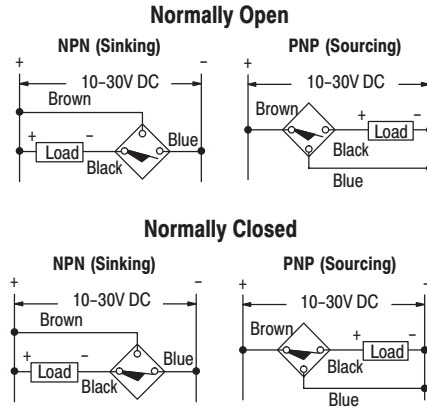 Normally Open
NPN (Sinking) PNP (Sourcing)
+ − + −
10–30V DC 10–30V DC
Brown Brown
+ − Blue + −
Load Load
Black Black
Blue
Normally Closed
NPN (Sinking) PNP (Sourcing)
+ − + −
10–30V DC 10–30V DC
Brown Brown
+ − Blue + −
Load Load
Black Black
Blue